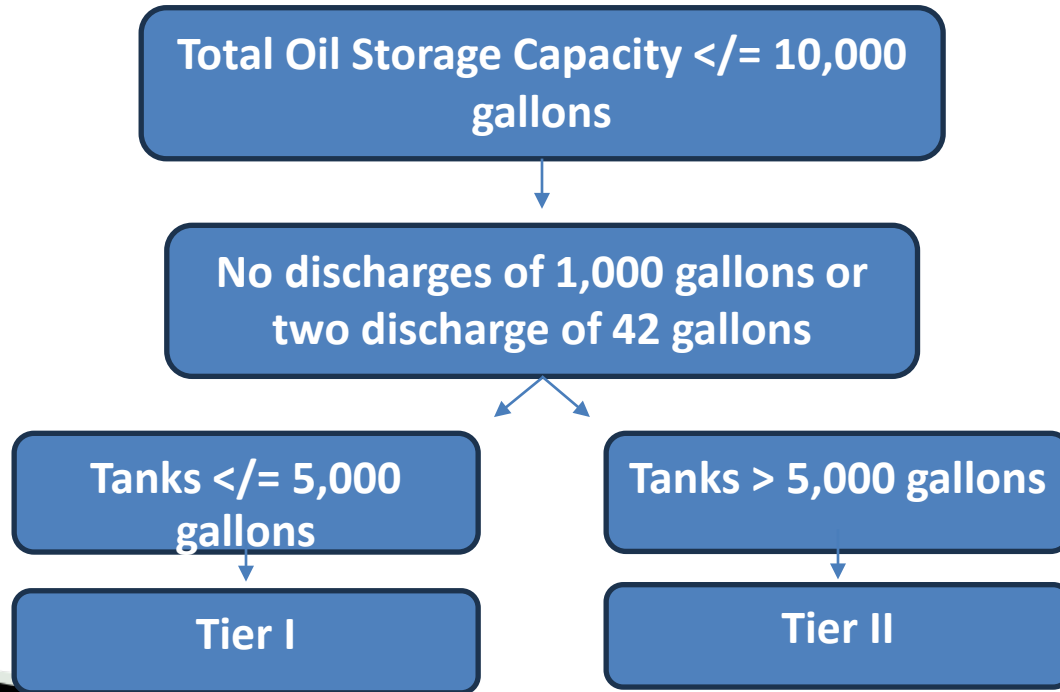 Total Oil Storage Capacity </= 10,000
gallons
No discharges of 1,000 gallons or
two discharge of 42 gallons
Tanks </= 5,000
gallons
Tanks > 5,000 gallons
Tier I
Tier II